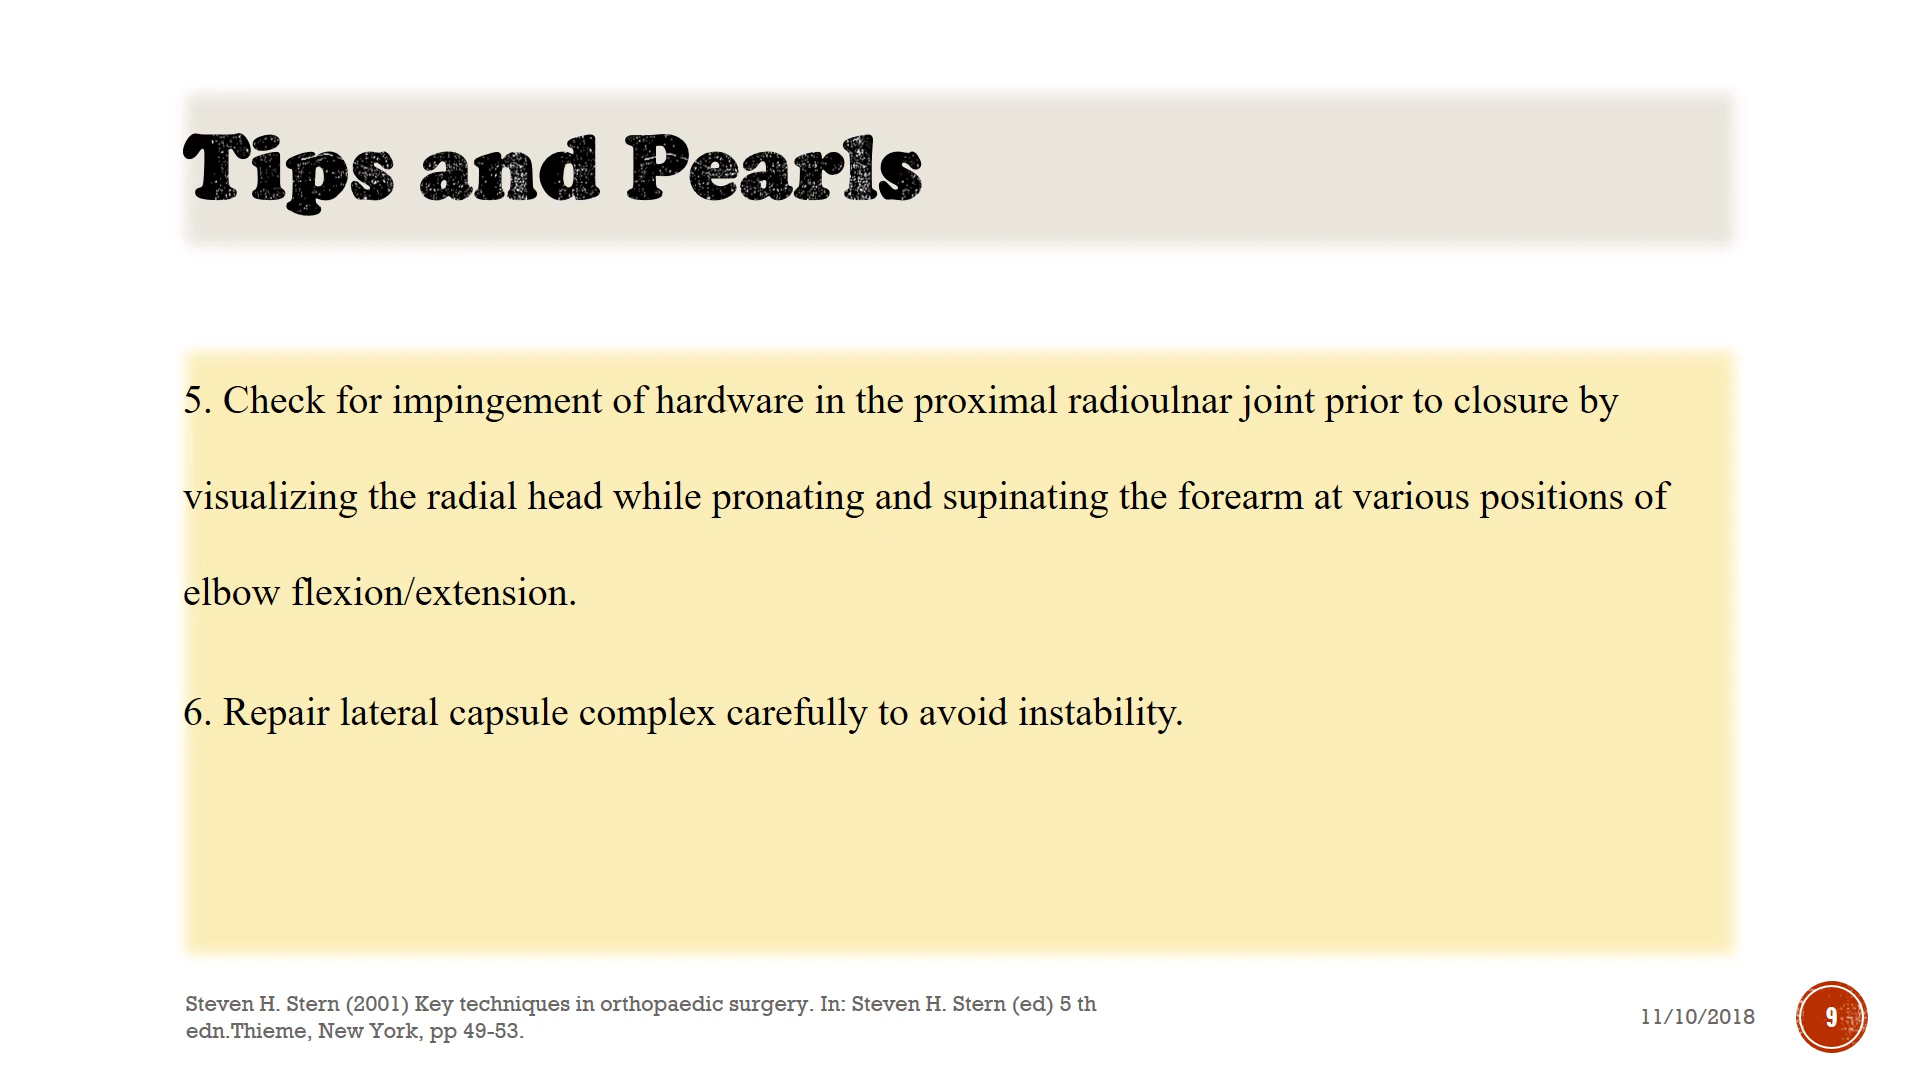 Tips and Pearls
5. Check for impingement of hardware in the proximal radioulnar joint prior to closure by
visualizing the radial head while pronating and supinating the forearm at various positions of
elbow flexion/extension.
6. Repair lateral capsule complex carefully to avoid instability.
Steven H. Stern (2001) Key techniques in orthopaedic surgery. In: Steven H. Stern (ed) 5 th
edn.Thieme, New York, pp 49-53.
11/10/2018
9